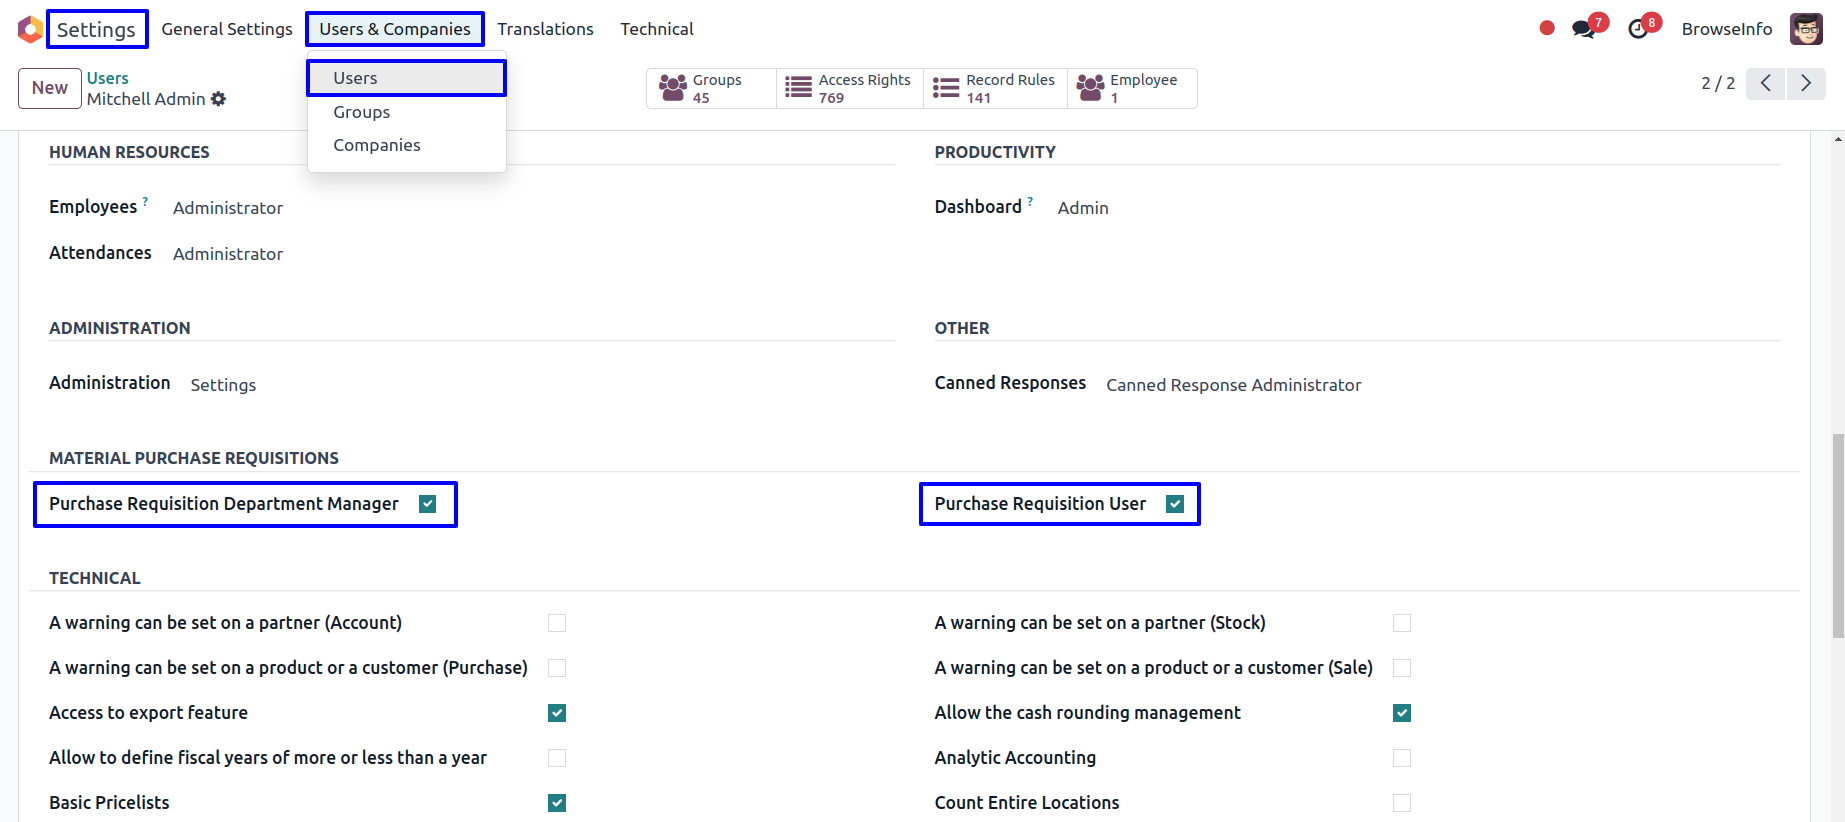 Settings General Settings Users & Companies Translations Technical 7 8 BrowseInfo
New Users Mitchell Admin
Users
Groups
Companies
Groups 45 Access Rights 769 Record Rules 141 Employee 1 2 / 2
HUMAN RESOURCES PRODUCTIVITY
Employees ? Administrator Dashboard ? Admin
Attendances Administrator
ADMINISTRATION OTHER
Administration Settings Canned Responses Canned Response Administrator
MATERIAL PURCHASE REQUISITIONS
Purchase Requisition Department Manager Purchase Requisition User
TECHNICAL
A warning can be set on a partner (Account) A warning can be set on a partner (Stock)
A warning can be set on a product or a customer (Purchase) A warning can be set on a product or a customer (Sale)
Access to export feature Allow the cash rounding management
Allow to define fiscal years of more or less than a year Analytic Accounting
Basic Pricelists Count Entire Locations